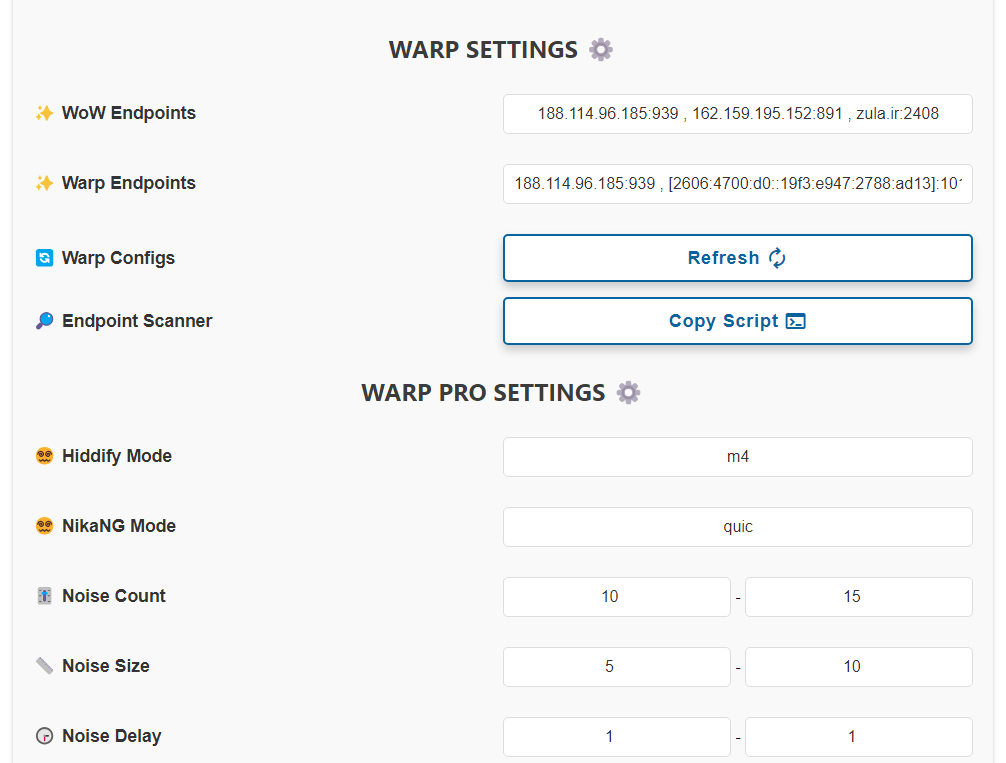 WARP SETTINGS
WoW Endpoints
188.114.96.185:939 , 162.159.195.152:891 , zula.ir:2408
Warp Endpoints
188.114.96.185:939 , [2606:4700:d0::19f3:e947:2788:ad13]:101
Warp Configs
Refresh
Endpoint Scanner
Copy Script
WARP PRO SETTINGS
Hiddify Mode
m4
NikaNG Mode
quic
Noise Count
10 - 15
Noise Size
5 - 10
Noise Delay
1 - 1